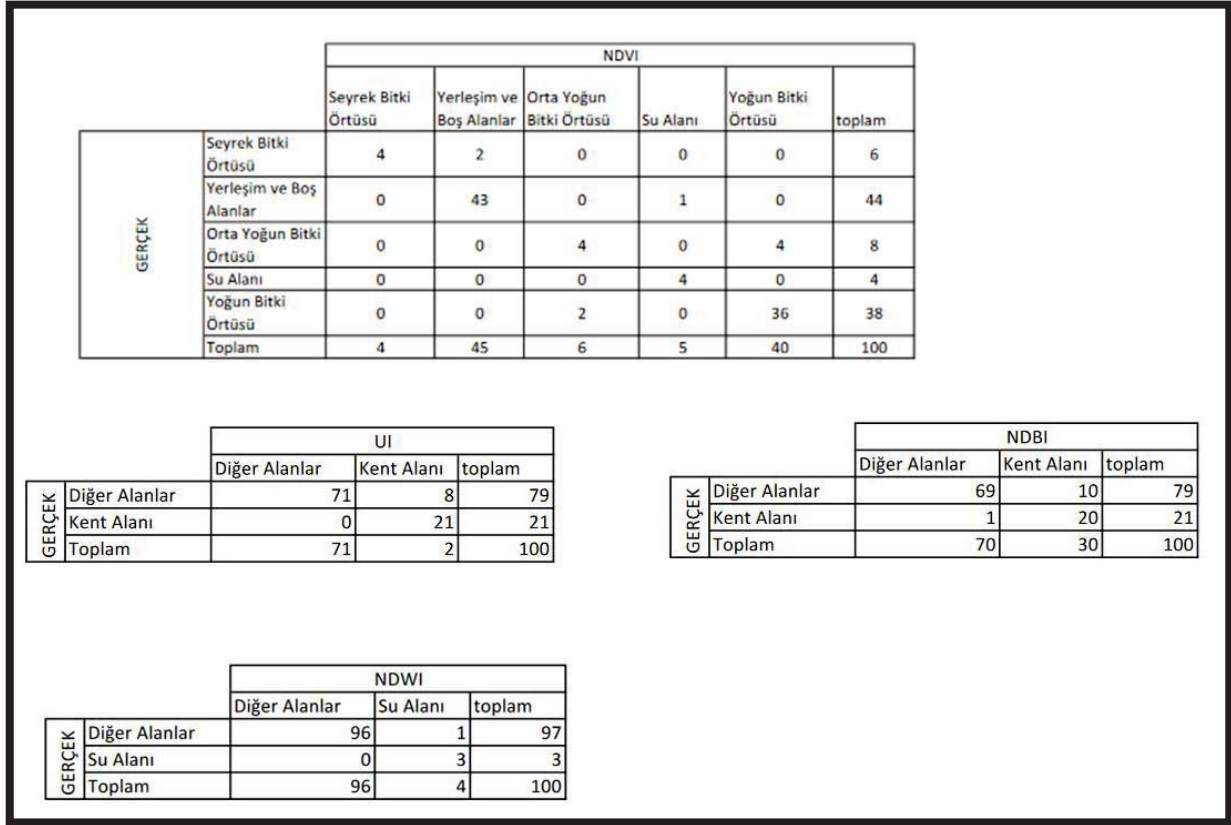 NDVI
Seyrek Bitki Örtüsü Yerleşim ve Boş Alanlar Orta Yoğun Bitki Örtüsü Su Alanı Yoğun Bitki Örtüsü toplam
GERÇEK
Seyrek Bitki Örtüsü 4 2 0 0 0 6
Yerleşim ve Boş Alanlar 0 43 0 1 0 44
Orta Yoğun Bitki Örtüsü 0 0 4 0 4 8
Su Alanı 0 0 0 4 0 4
Yoğun Bitki Örtüsü 0 0 2 0 36 38
Toplam 4 45 6 5 40 100
UI
Diğer Alanlar Kent Alanı toplam
GERÇEK
Diğer Alanlar 71 8 79
Kent Alanı 0 21 21
Toplam 71 2 100
NDBI
Diğer Alanlar Kent Alanı toplam
GERÇEK
Diğer Alanlar 69 10 79
Kent Alanı 1 20 21
Toplam 70 30 100
NDWI
Diğer Alanlar Su Alanı toplam
GERÇEK
Diğer Alanlar 96 1 97
Su Alanı 0 3 3
Toplam 96 4 100